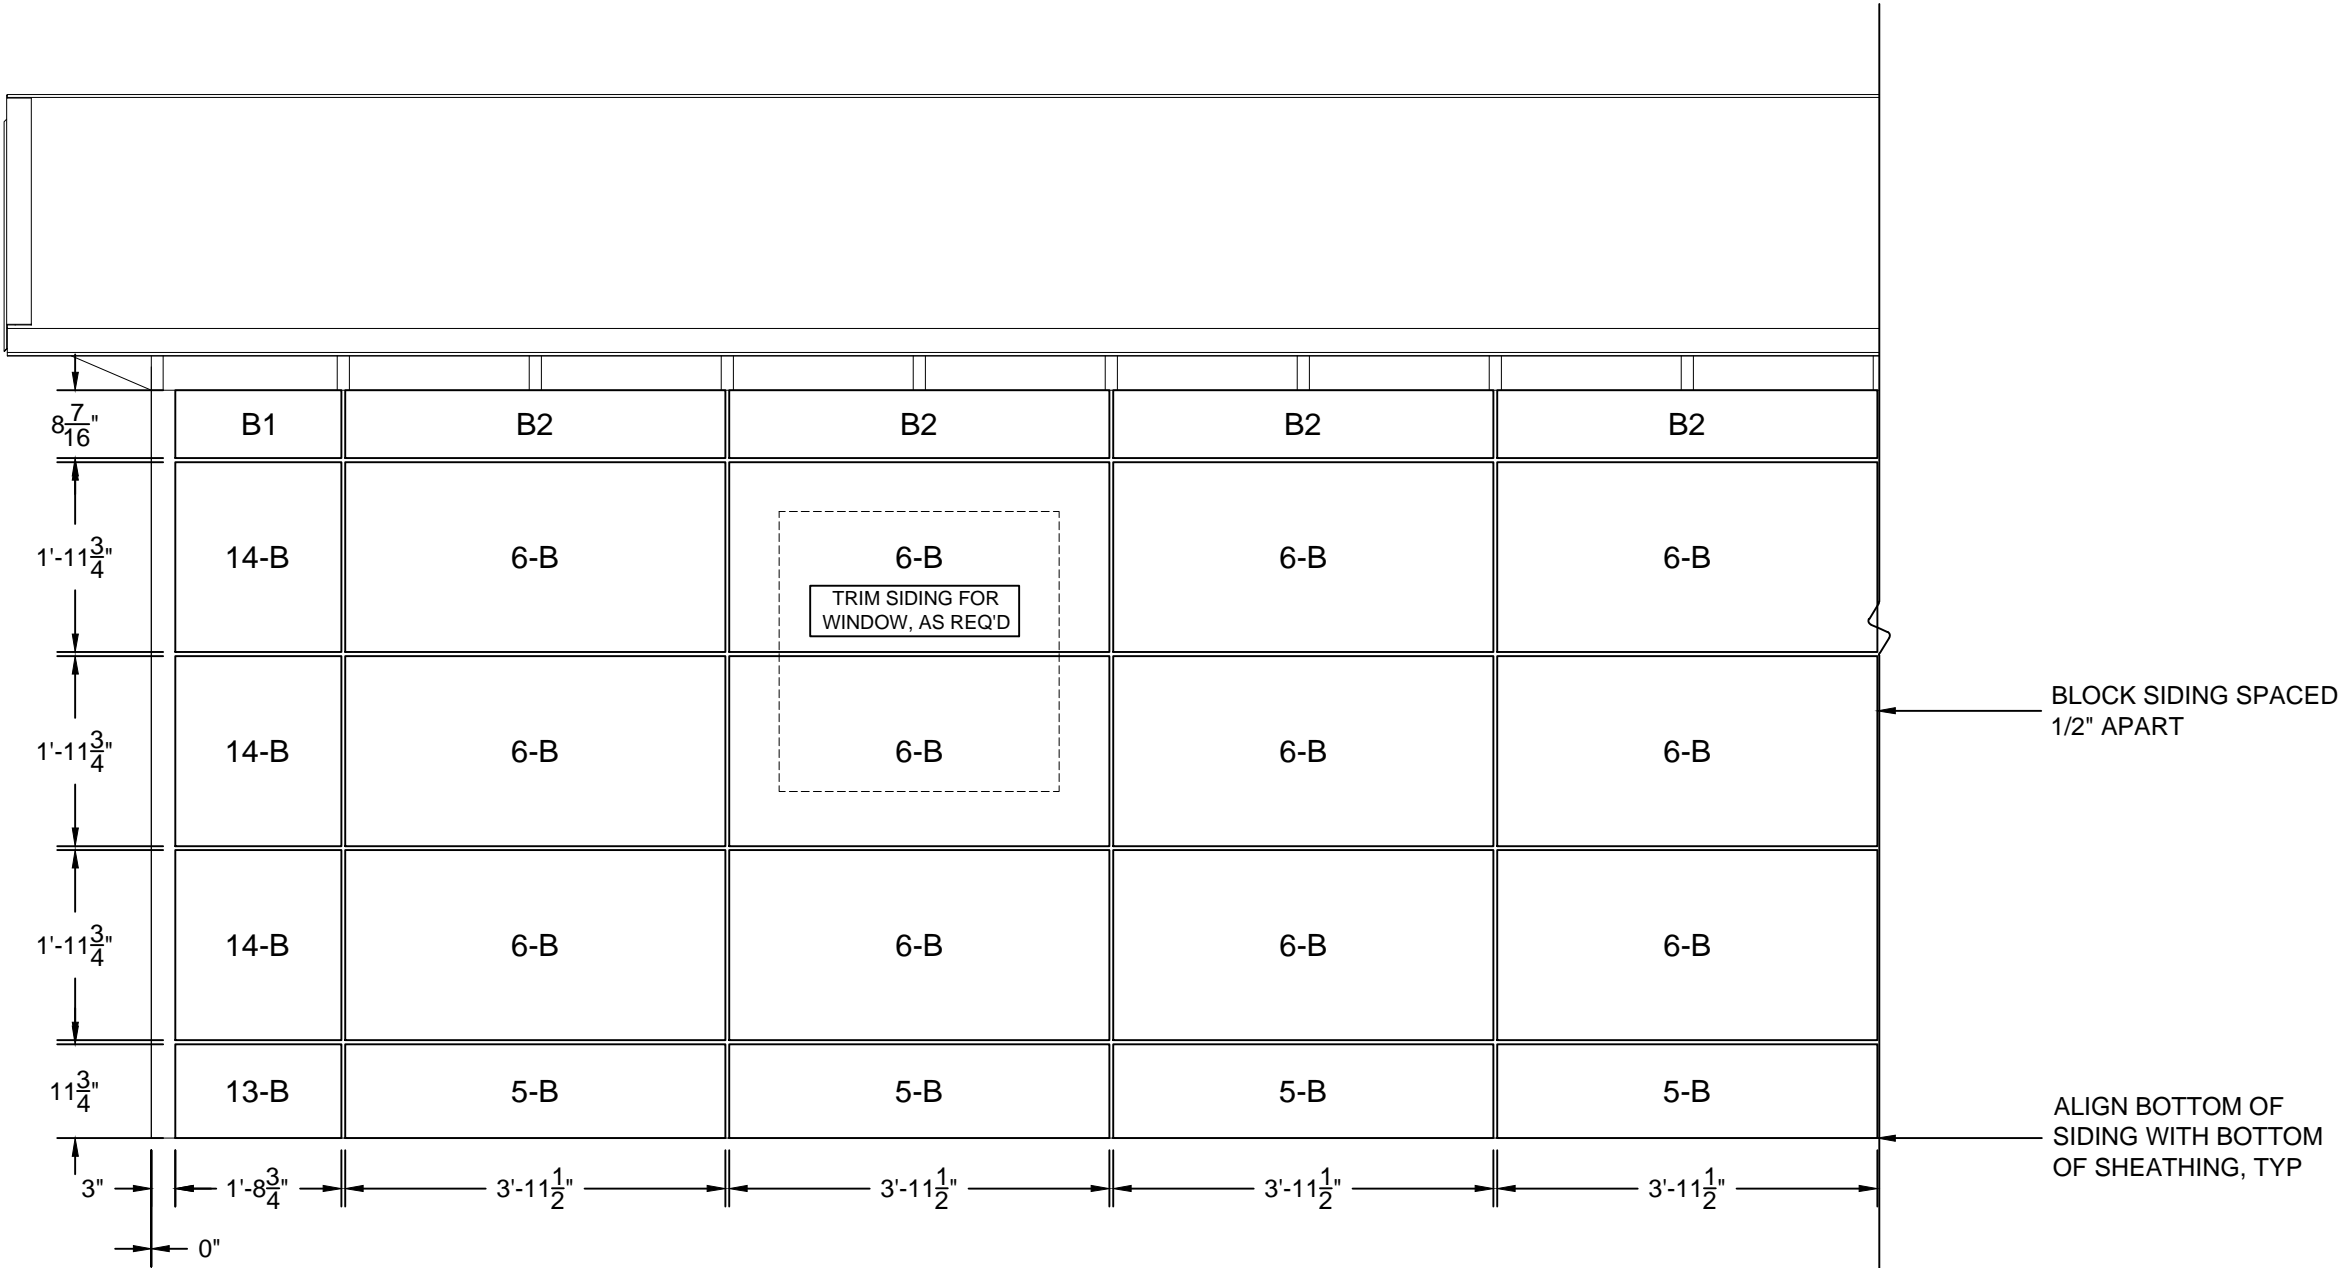 8 7/16"
B1 B2 B2 B2 B2
1'-11 3/4"
14-B 6-B 6-B 6-B 6-B
TRIM SIDING FOR
WINDOW, AS REQ'D
1'-11 3/4"
14-B 6-B 6-B 6-B 6-B
BLOCK SIDING SPACED
1/2" APART
1'-11 3/4"
14-B 6-B 6-B 6-B 6-B
11 3/4"
13-B 5-B 5-B 5-B 5-B
ALIGN BOTTOM OF
SIDING WITH BOTTOM
OF SHEATHING, TYP
3" 1'-8 3/4" 3'-11 1/2" 3'-11 1/2" 3'-11 1/2" 3'-11 1/2"
0"